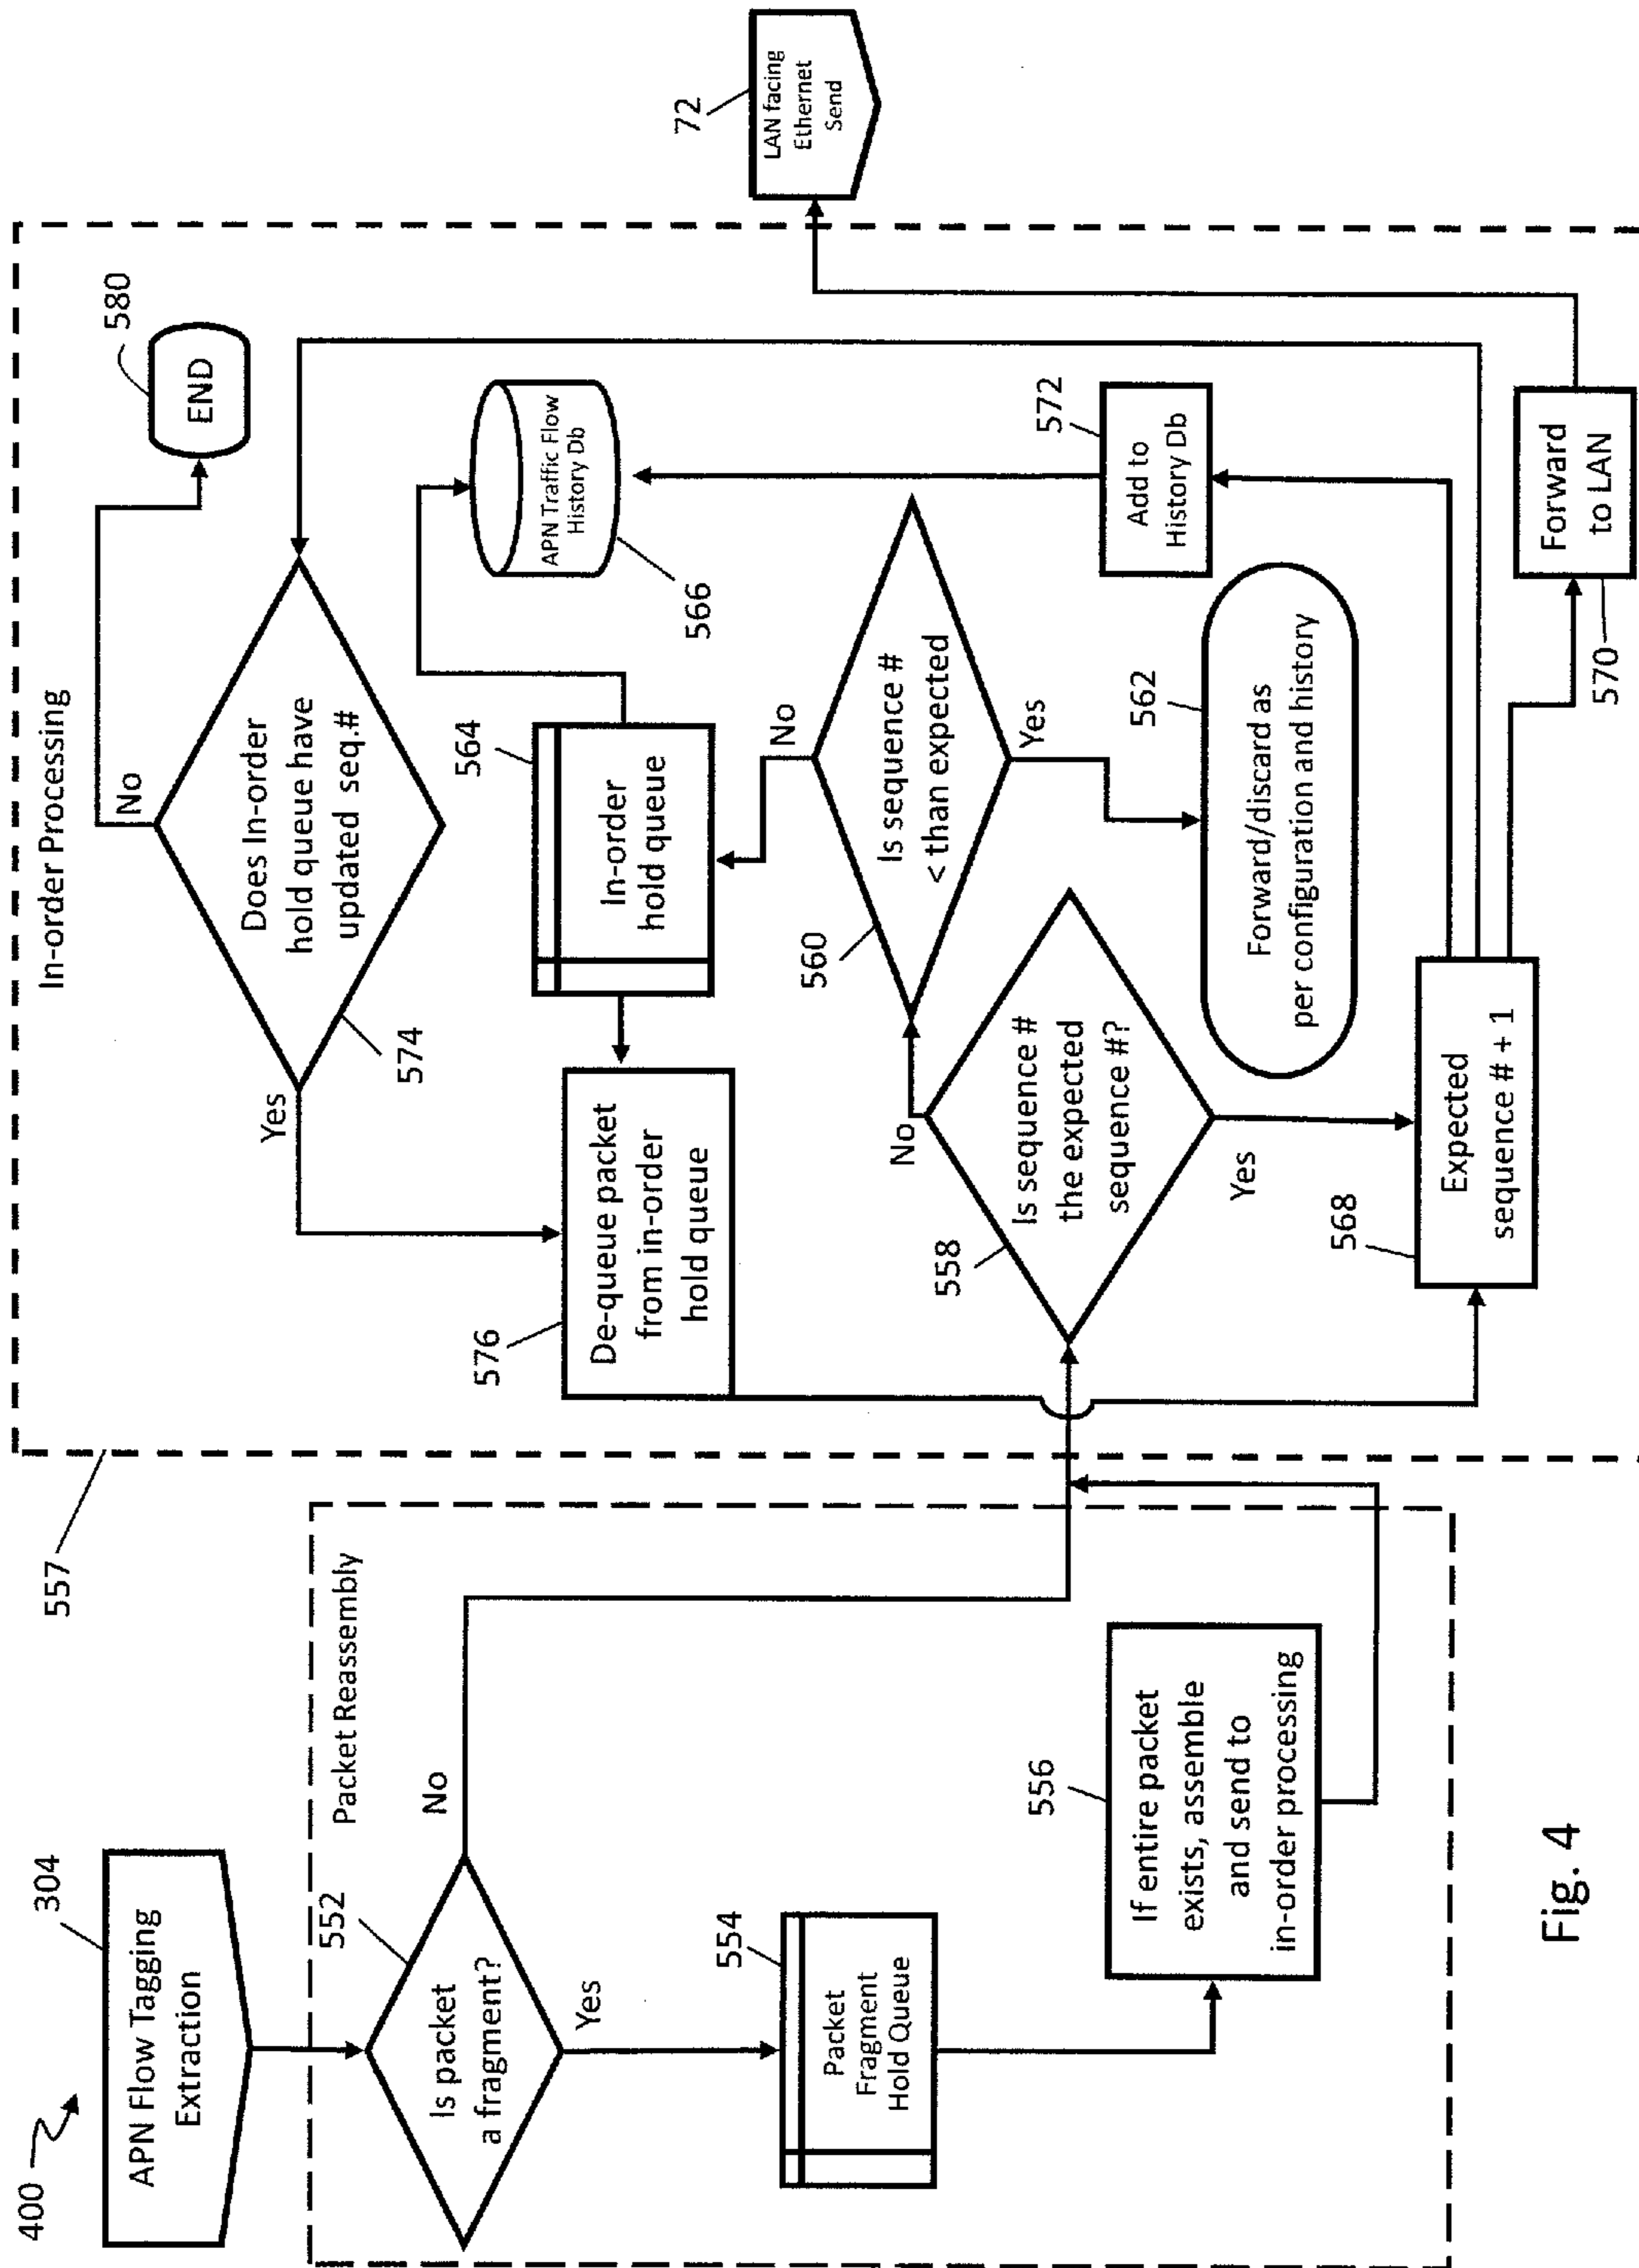 400
304
APN Flow Tagging
Extraction
Packet Reassembly
552
Is packet
a fragment?
No
Yes
554
Packet
Fragment
Hold Queue
556
If entire packet
exists, assemble
and send to
in-order processing
557
In-order Processing
No
580
END
Does In-order
hold queue have
updated seq.#
574
Yes
576
De-queue packet
from in-order
hold queue
564
In-order
hold queue
APN Traffic Flow
History Db
566
No
560
Is sequence #
< than expected
Yes
562
Forward/discard as
per configuration and history
572
Add to
History Db
No
558
Is sequence #
the expected
sequence #?
Yes
568
Expected
sequence # + 1
Forward
to LAN
570
72
LAN facing
Ethernet
Send
Fig. 4